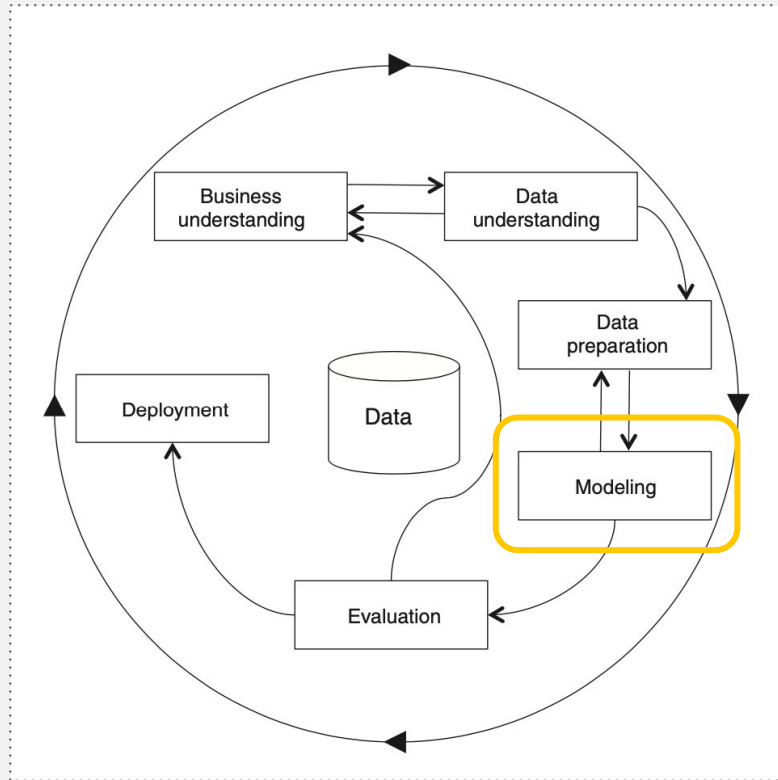 Business
understanding
Data
understanding
Data
preparation
Deployment
Data
Modeling
Evaluation